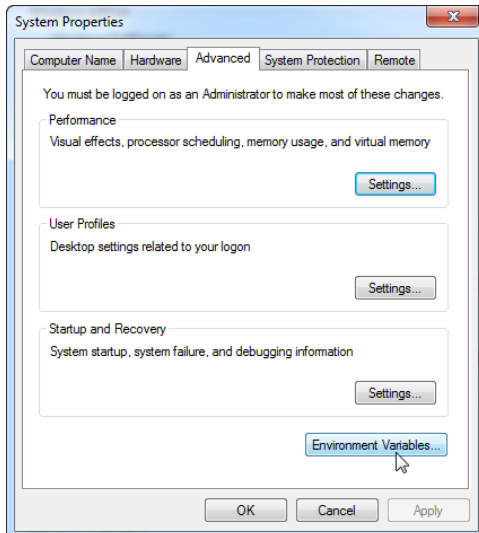 System Properties
Computer Name Hardware Advanced System Protection Remote
You must be logged on as an Administrator to make most of these changes.
Performance
Visual effects, processor scheduling, memory usage, and virtual memory
Settings...
User Profiles
Desktop settings related to your logon
Settings...
Startup and Recovery
System startup, system failure, and debugging information
Settings...
Environment Variables...
OK Cancel Apply